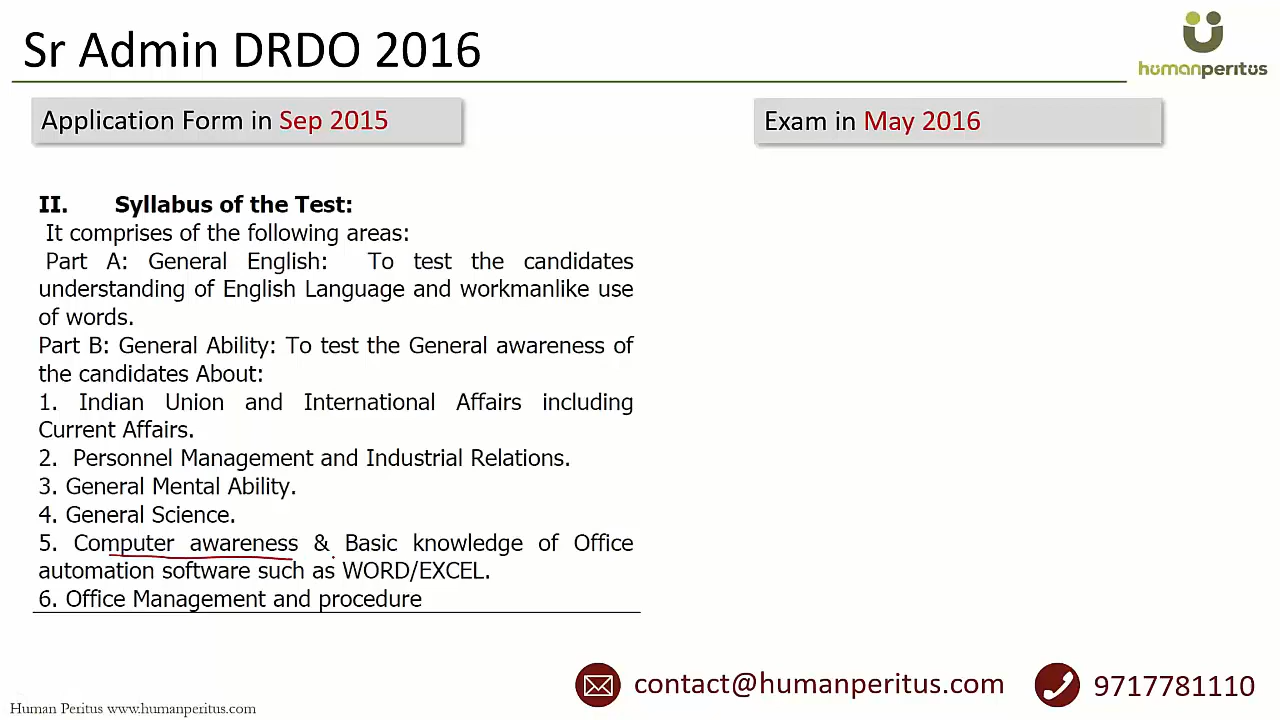 Sr Admin DRDO 2016
humanperitus
Application Form in Sep 2015
Exam in May 2016
II. Syllabus of the Test:
It comprises of the following areas:
Part A: General English: To test the candidates
understanding of English Language and workmanlike use
of words.
Part B: General Ability: To test the General awareness of
the candidates About:
1. Indian Union and International Affairs including
Current Affairs.
2. Personnel Management and Industrial Relations.
3. General Mental Ability.
4. General Science.
5. Computer awareness & Basic knowledge of Office
automation software such as WORD/EXCEL.
6. Office Management and procedure
contact@humanperitus.com
9717781110
Human Peritus www.humanperitus.com